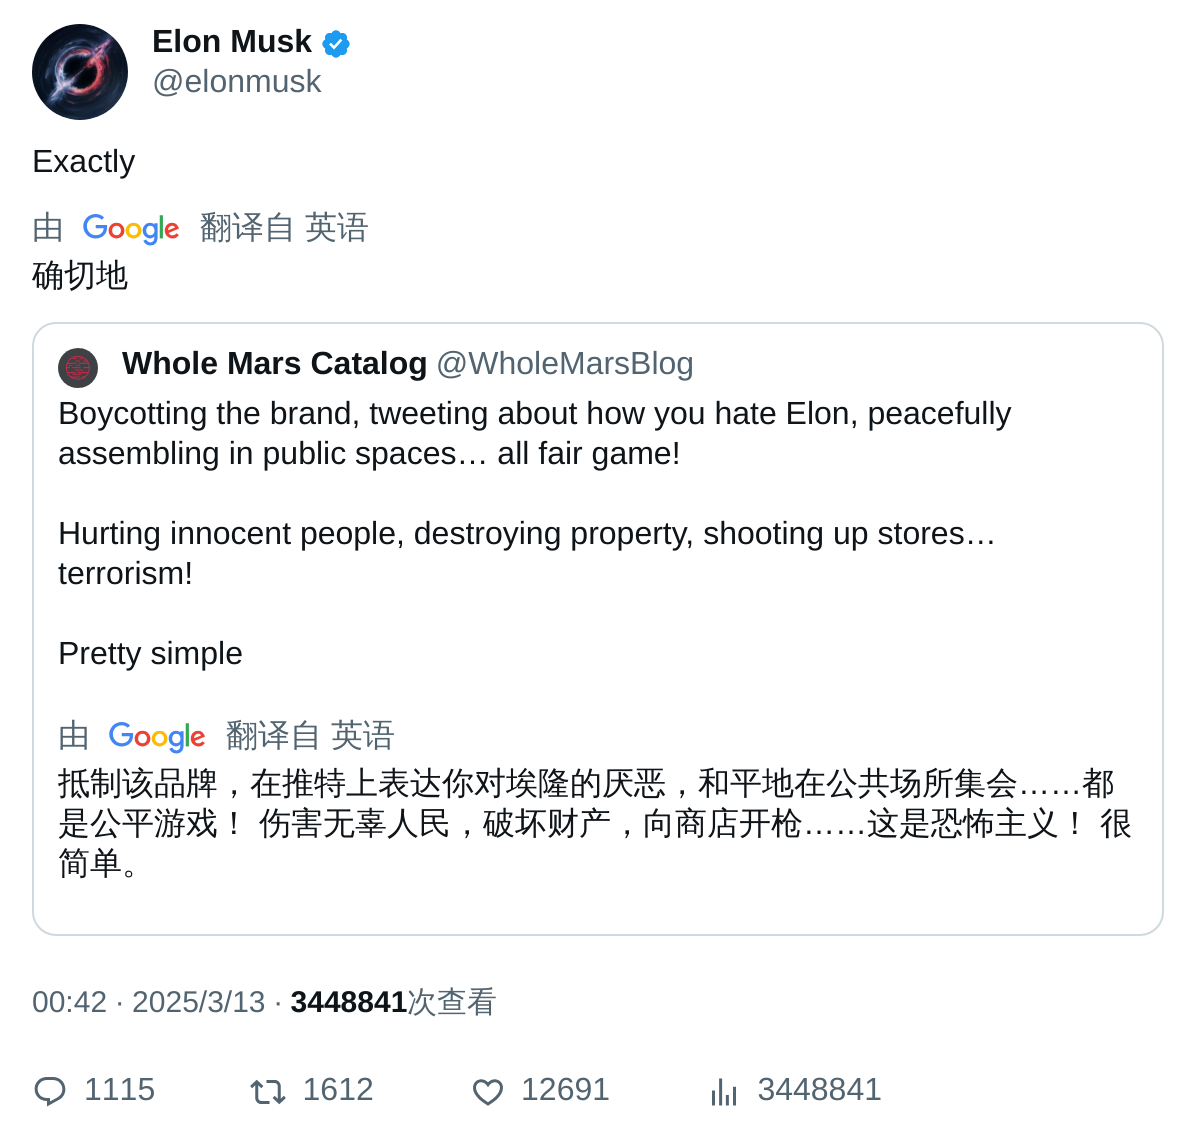 Elon Musk
@elonmusk
Exactly
由 Google 翻译自 英语
确切地
Whole Mars Catalog @WholeMarsBlog
Boycotting the brand, tweeting about how you hate Elon, peacefully
assembling in public spaces… all fair game!
Hurting innocent people, destroying property, shooting up stores…
terrorism!
Pretty simple
由 Google 翻译自 英语
抵制该品牌，在推特上表达你对埃隆的厌恶，和平地在公共场所集会……都
是公平游戏！ 伤害无辜人民，破坏财产，向商店开枪……这是恐怖主义！ 很
简单。
00:42 · 2025/3/13 · 3448841次查看
1115 1612 12691 3448841